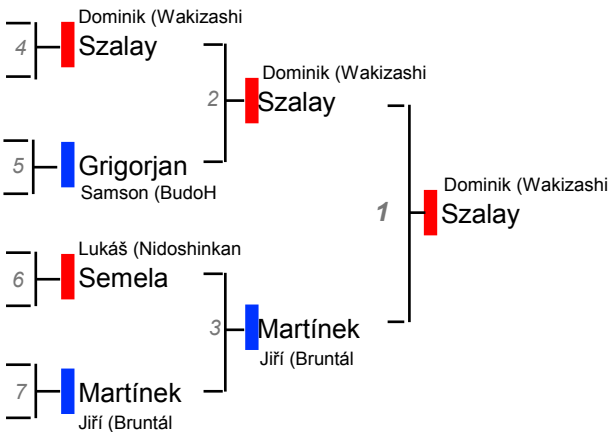 Dominik (Wakizashi
4
Szalay
Dominik (Wakizashi
2
Szalay
5
Grigorjan
Samson (BudoH
Dominik (Wakizashi
1
Szalay
Lukáš (Nidoshinkan
6
Semela
3
Martínek
Jiří (Bruntál
7
Martínek
Jiří (Bruntál